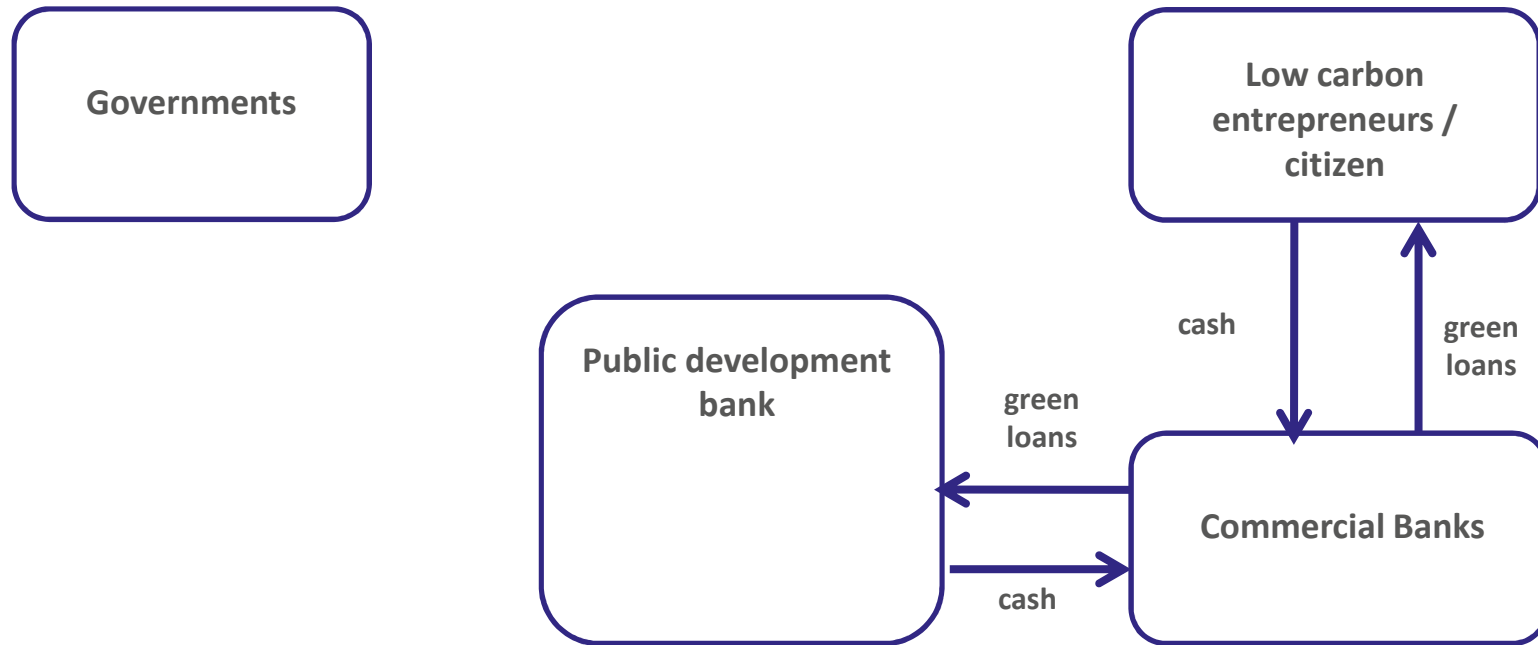 Governments
Low carbon
entrepreneurs /
citizen
cash
green
loans
Public development
bank
green
loans
Commercial Banks
cash